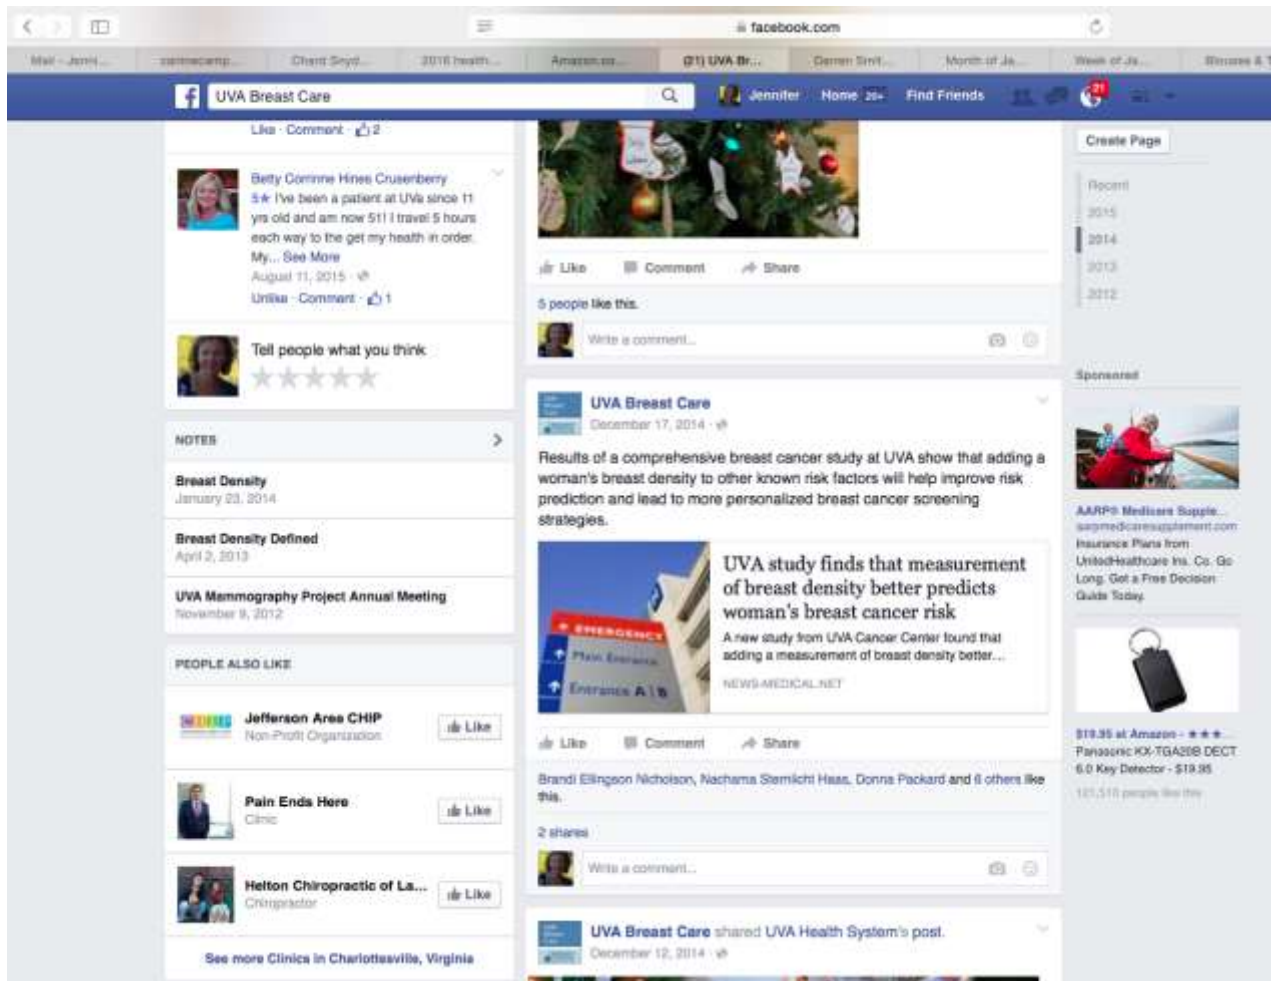 facebook.com
(21) UVA Br...
UVA Breast Care
Jennifer
Home 20+
Find Friends
21
Like · Comment · 2
Betty Corrinne Hines Crusenberry
5★ I've been a patient at UVa since 11
yrs old and am now 51! I travel 5 hours
each way to the get my health in order.
My... See More
August 11, 2015
Unlike · Comment · 1
Tell people what you think
NOTES
Breast Density
January 23, 2014
Breast Density Defined
April 2, 2013
UVA Mammography Project Annual Meeting
November 9, 2012
PEOPLE ALSO LIKE
Jefferson Area CHIP
Non-Profit Organization
Like
Pain Ends Here
Clinic
Like
Helton Chiropractic of La...
Chiropractor
Like
See more Clinics in Charlottesville, Virginia
Like Comment Share
5 people like this.
Write a comment...
UVA Breast Care
December 17, 2014
Results of a comprehensive breast cancer study at UVA show that adding a
woman's breast density to other known risk factors will help improve risk
prediction and lead to more personalized breast cancer screening
strategies.
EMERGENCY
Main Entrance
Entrance A | B
UVA study finds that measurement
of breast density better predicts
woman's breast cancer risk
A new study from UVA Cancer Center found that
adding a measurement of breast density better...
NEWS-MEDICAL.NET
Like Comment Share
Brandi Ellingson Nicholson, Nachama Sternlicht Haas, Donna Packard and 6 others like
this.
2 shares
Write a comment...
UVA Breast Care shared UVA Health System's post.
December 12, 2014
Create Page
Recent
2015
2014
2013
2012
Sponsored
AARP® Medicare Supple...
aarpmedicaresupplement.com
Insurance Plans from
UnitedHealthcare Ins. Co. Go
Long. Get a Free Decision
Guide Today.
$19.95 at Amazon - ★ ★ ★
Panasonic KX-TGA20B DECT
6.0 Key Detector - $19.95
people like this